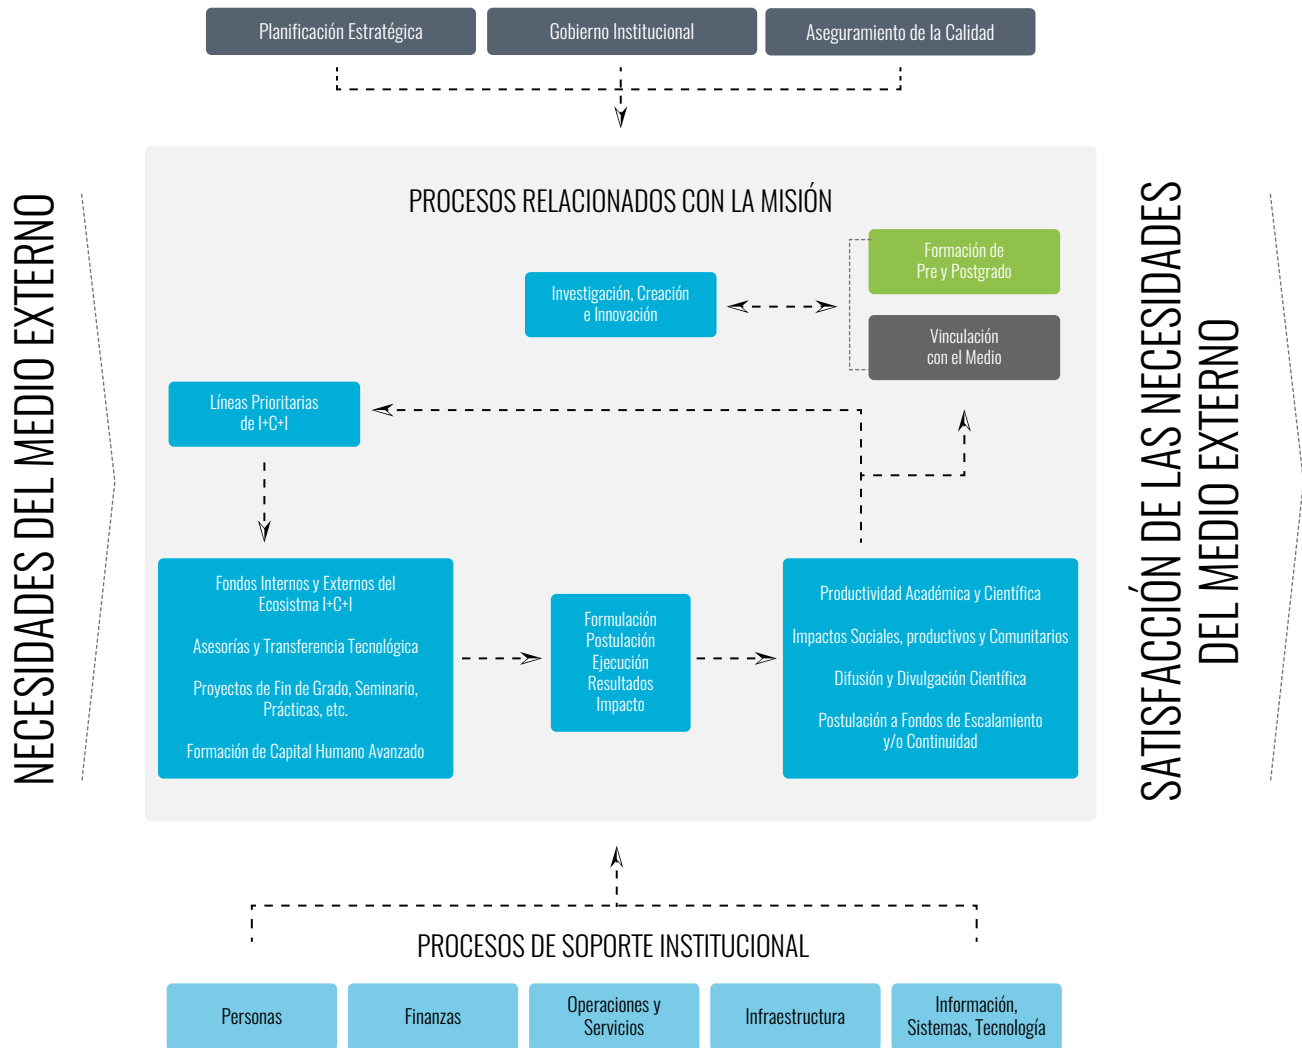 Planificación Estratégica
Gobierno Institucional
Aseguramiento de la Calidad
NECESIDADES DEL MEDIO EXTERNO
PROCESOS RELACIONADOS CON LA MISIÓN
Formación de
Pre y Postgrado
Investigación, Creación
e Innovación
Vinculación
con el Medio
Líneas Prioritarias
de I+C+I
Fondos Internos y Externos del
Ecosistma I+C+I
Asesorías y Transferencia Tecnológica
Proyectos de Fin de Grado, Seminario,
Prácticas, etc.
Formación de Capital Humano Avanzado
Formulación
Postulación
Ejecución
Resultados
Impacto
Productividad Académica y Científica
Impactos Sociales, productivos y Comunitarios
Difusión y Divulgación Científica
Postulación a Fondos de Escalamiento
y/o Continuidad
SATISFACCIÓN DE LAS NECESIDADES
DEL MEDIO EXTERNO
PROCESOS DE SOPORTE INSTITUCIONAL
Personas
Finanzas
Operaciones y
Servicios
Infraestructura
Información,
Sistemas, Tecnología